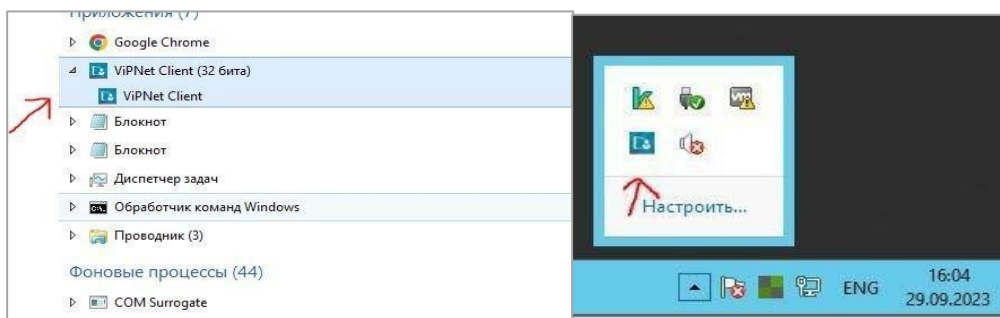 Приложения (7)
Google Chrome
ViPNet Client (32 бита)
ViPNet Client
Блокнот
Блокнот
Диспетчер задач
Обработчик команд Windows
Проводник (3)
Фоновые процессы (44)
COM Surrogate
Настроить...
ENG
16:04
29.09.2023